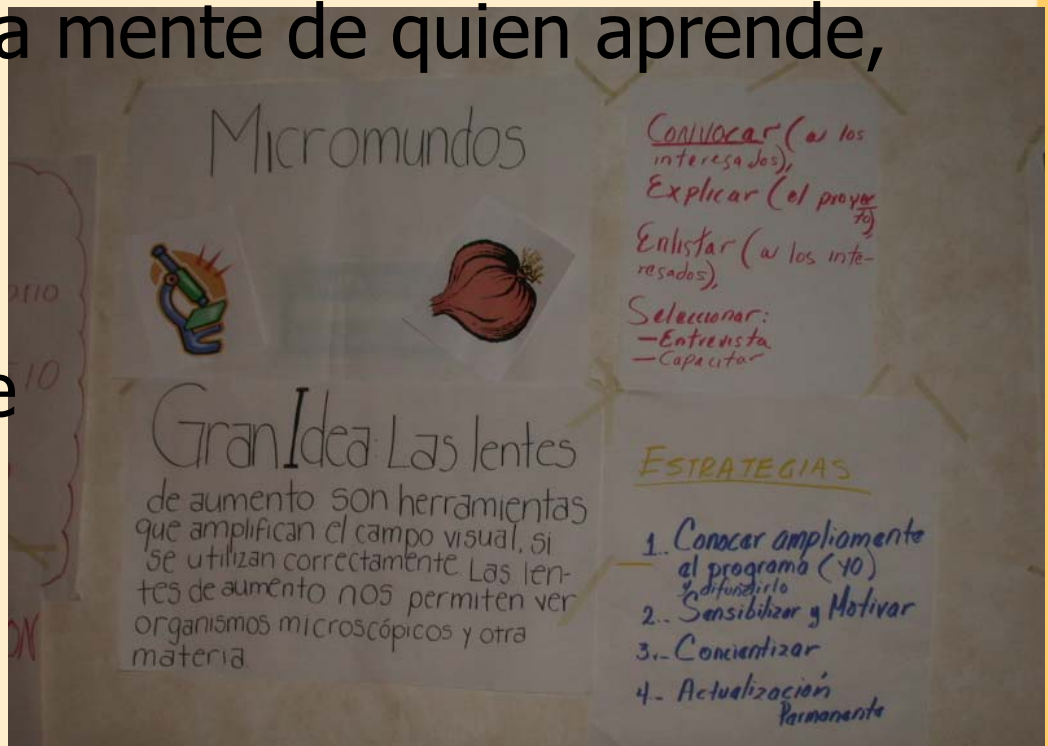 a mente de quien aprende,
e
Micromundos
GranIdea: Las lentes
de aumento son herramientas
que amplifican el campo visual, si
se utilizan correctamente. Las len-
tes de aumento nos permiten ver
organismos microscópicos y otra
materia.
Convocar (a los
interesados),
Explicar (el proyec
to)
Enlistar (a los inte-
resados),
Seleccionar:
- Entrevista
- Capacitar
ESTRATEGIAS
1.. Conocer ampliamente
el programa (YO)
y difundirlo
2.. Sensibilizar y Motivar
3.- Concientizar
4.- Actualización
Permanente